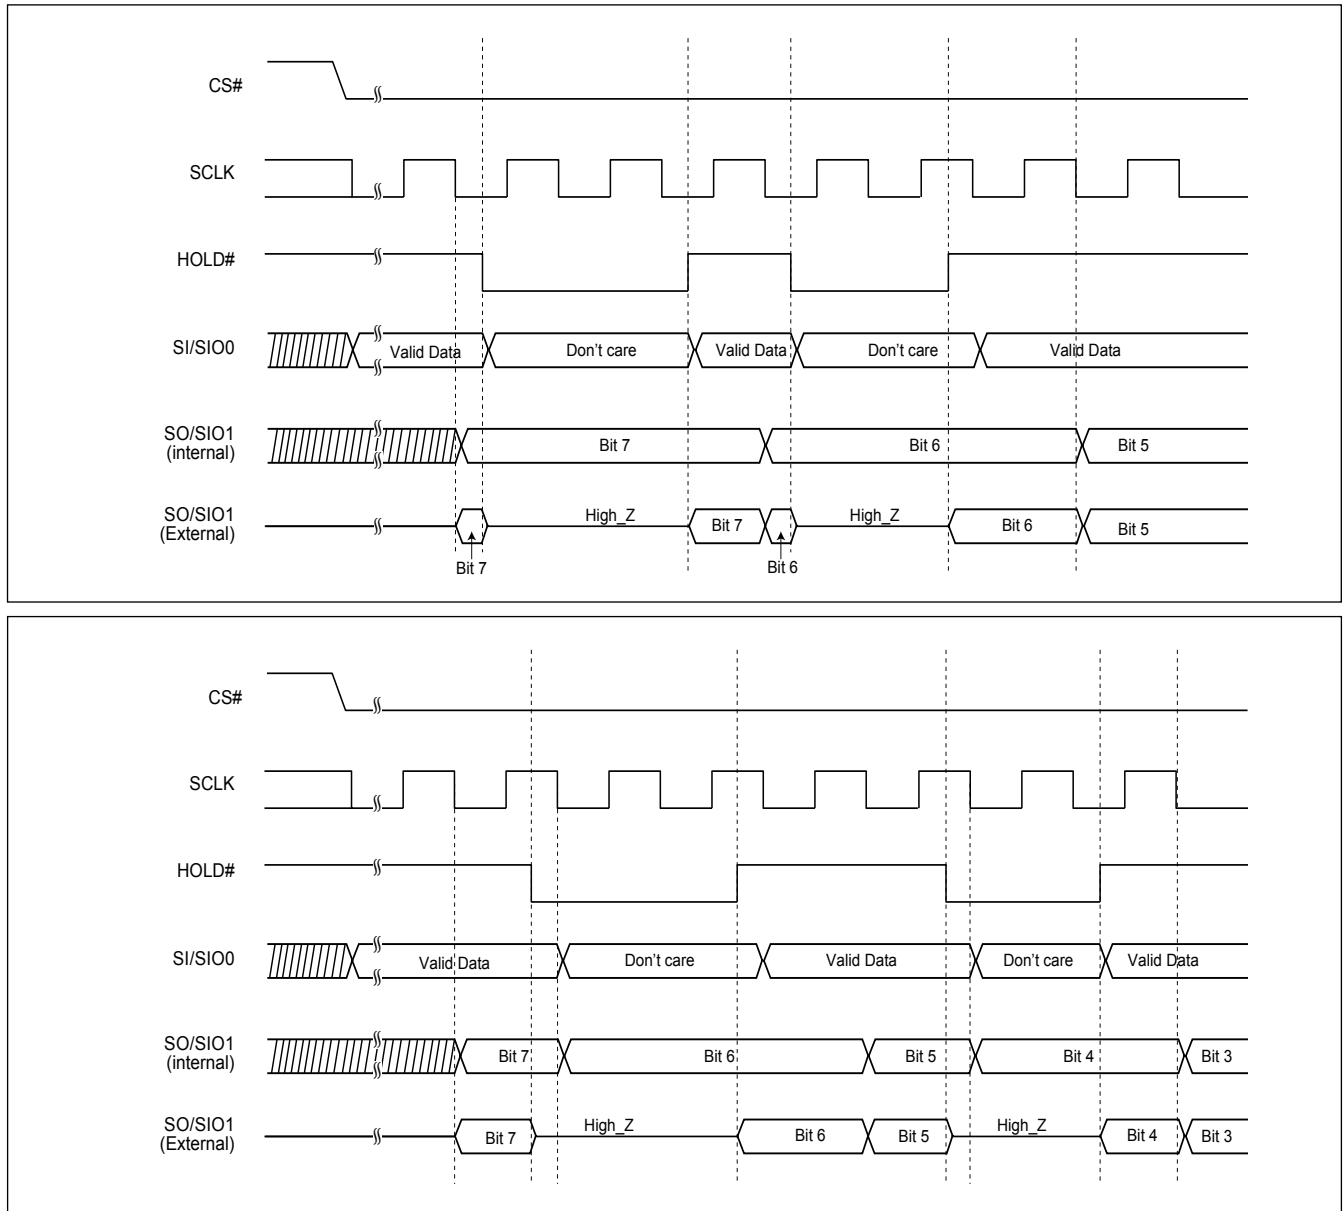 CS#
SCLK
HOLD#
SI/SIO0
Valid Data
Don't care
Valid Data
Don't care
Valid Data
SO/SIO1
(internal)
Bit 7
Bit 6
Bit 5
SO/SIO1
(External)
High_Z
Bit 7
High_Z
Bit 6
Bit 5
Bit 7
Bit 6
CS#
SCLK
HOLD#
SI/SIO0
Valid Data
Don't care
Valid Data
Don't care
Valid Data
SO/SIO1
(internal)
Bit 7
Bit 6
Bit 5
Bit 4
Bit 3
SO/SIO1
(External)
Bit 7
High_Z
Bit 6
Bit 5
High_Z
Bit 4
Bit 3